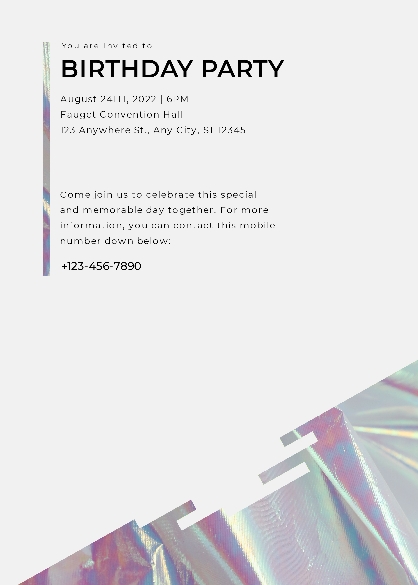 You are invited to
BIRTHDAY PARTY
August 24TH, 2022 | 6PM
Fauget Convention Hall
123 Anywhere St., Any City, ST 12345
Come join us to celebrate this special
and memorable day together. For more
information, you can contact this mobile
number down below:
+123-456-7890